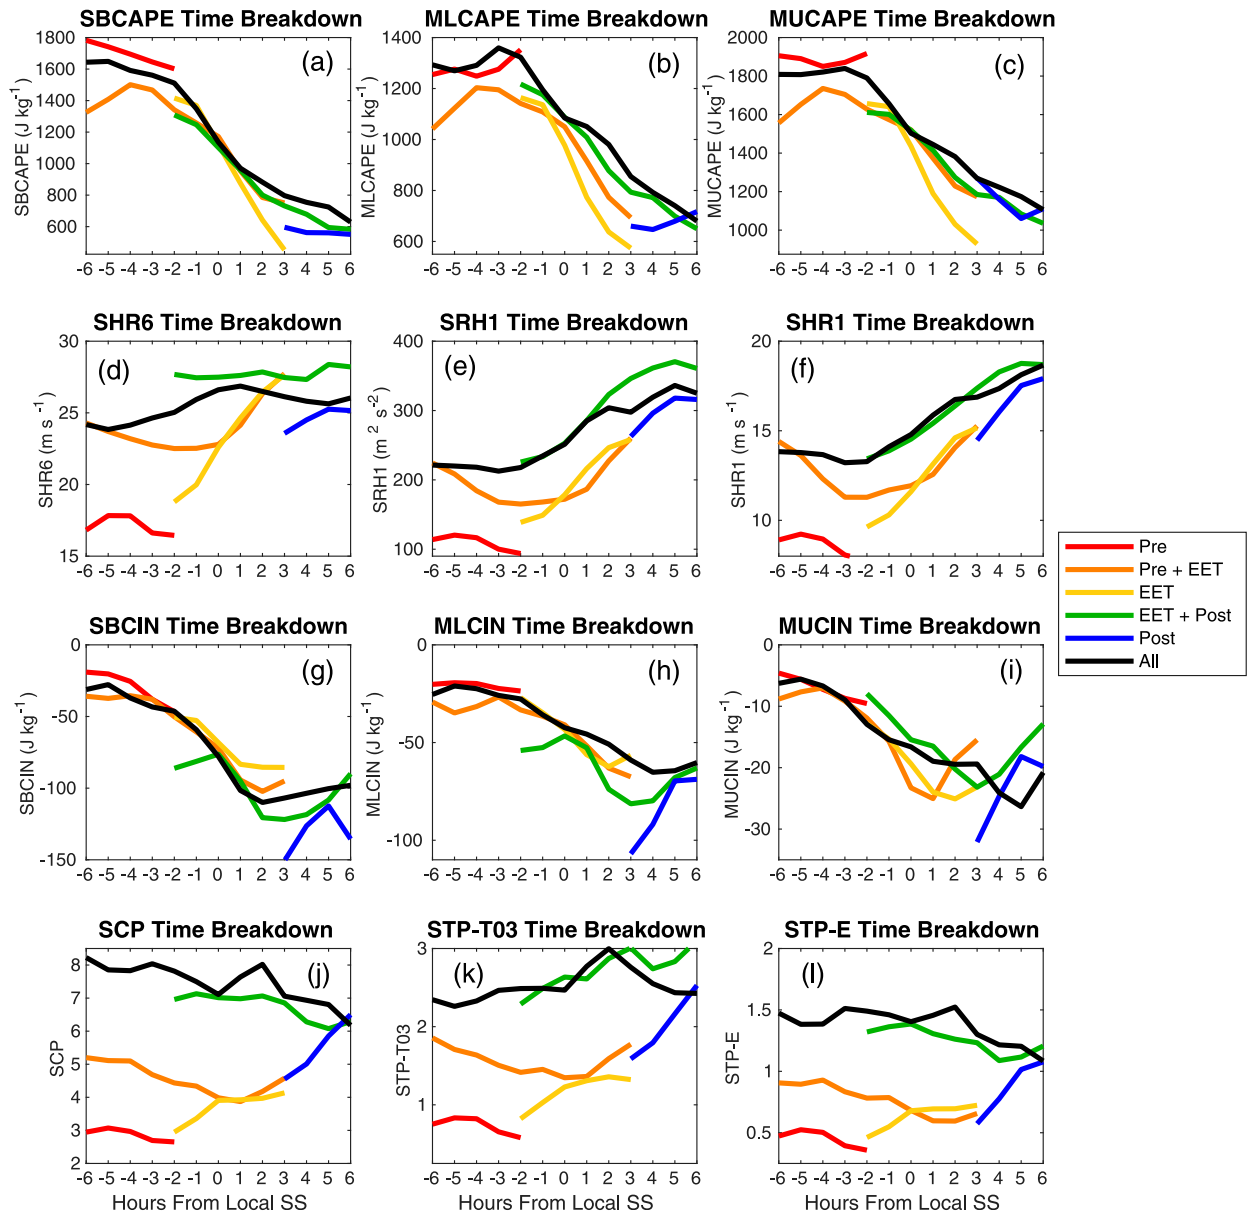 SBCAPE Time Breakdown
MLCAPE Time Breakdown
MUCAPE Time Breakdown
1800
1600
1400
1200
1000
800
600
SBCAPE (J kg-1)
(a)
-6 -5 -4 -3 -2 -1 0 1 2 3 4 5 6
1400
1200
1000
800
600
MLCAPE (J kg-1)
(b)
-6 -5 -4 -3 -2 -1 0 1 2 3 4 5 6
2000
1800
1600
1400
1200
1000
MUCAPE (J kg-1)
(c)
-6 -5 -4 -3 -2 -1 0 1 2 3 4 5 6
SHR6 Time Breakdown
SRH1 Time Breakdown
SHR1 Time Breakdown
30
25
20
15
SHR6 (m s-1)
(d)
-6 -5 -4 -3 -2 -1 0 1 2 3 4 5 6
400
300
200
100
SRH1 (m2 s-2)
(e)
-6 -5 -4 -3 -2 -1 0 1 2 3 4 5 6
20
15
10
SHR1 (m s-1)
(f)
-6 -5 -4 -3 -2 -1 0 1 2 3 4 5 6
Pre
Pre + EET
EET
EET + Post
Post
All
SBCIN Time Breakdown
MLCIN Time Breakdown
MUCIN Time Breakdown
0
-50
-100
-150
SBCIN (J kg-1)
(g)
-6 -5 -4 -3 -2 -1 0 1 2 3 4 5 6
0
-50
-100
MLCIN (J kg-1)
(h)
-6 -5 -4 -3 -2 -1 0 1 2 3 4 5 6
0
-10
-20
-30
MUCIN (J kg-1)
(i)
-6 -5 -4 -3 -2 -1 0 1 2 3 4 5 6
SCP Time Breakdown
STP-T03 Time Breakdown
STP-E Time Breakdown
8
7
6
5
4
3
2
SCP
(j)
-6 -5 -4 -3 -2 -1 0 1 2 3 4 5 6
Hours From Local SS
3
2
1
STP-T03
(k)
-6 -5 -4 -3 -2 -1 0 1 2 3 4 5 6
Hours From Local SS
2
1.5
1
0.5
STP-E
(l)
-6 -5 -4 -3 -2 -1 0 1 2 3 4 5 6
Hours From Local SS